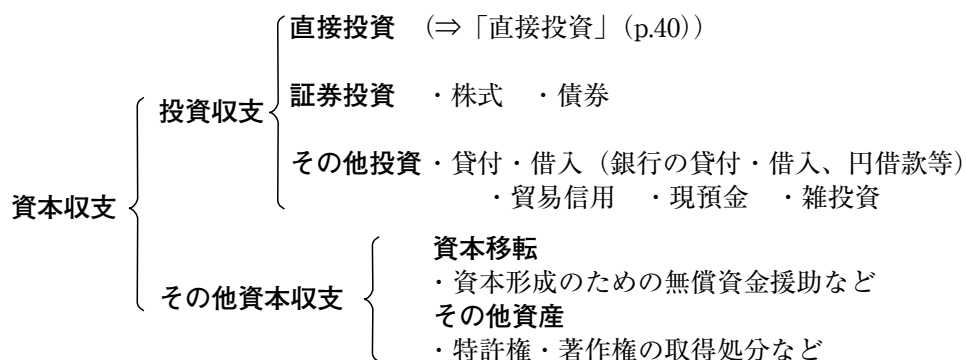 直接投資 (⇒「直接投資」(p.40))
証券投資 ・株式 ・債券
投資収支
その他投資・貸付・借入(銀行の貸付・借入、円借款等)
・貿易信用 ・現預金 ・雑投資
資本収支
資本移転
・資本形成のための無償資金援助など
その他資本収支
その他資産
・特許権・著作権の取得処分など